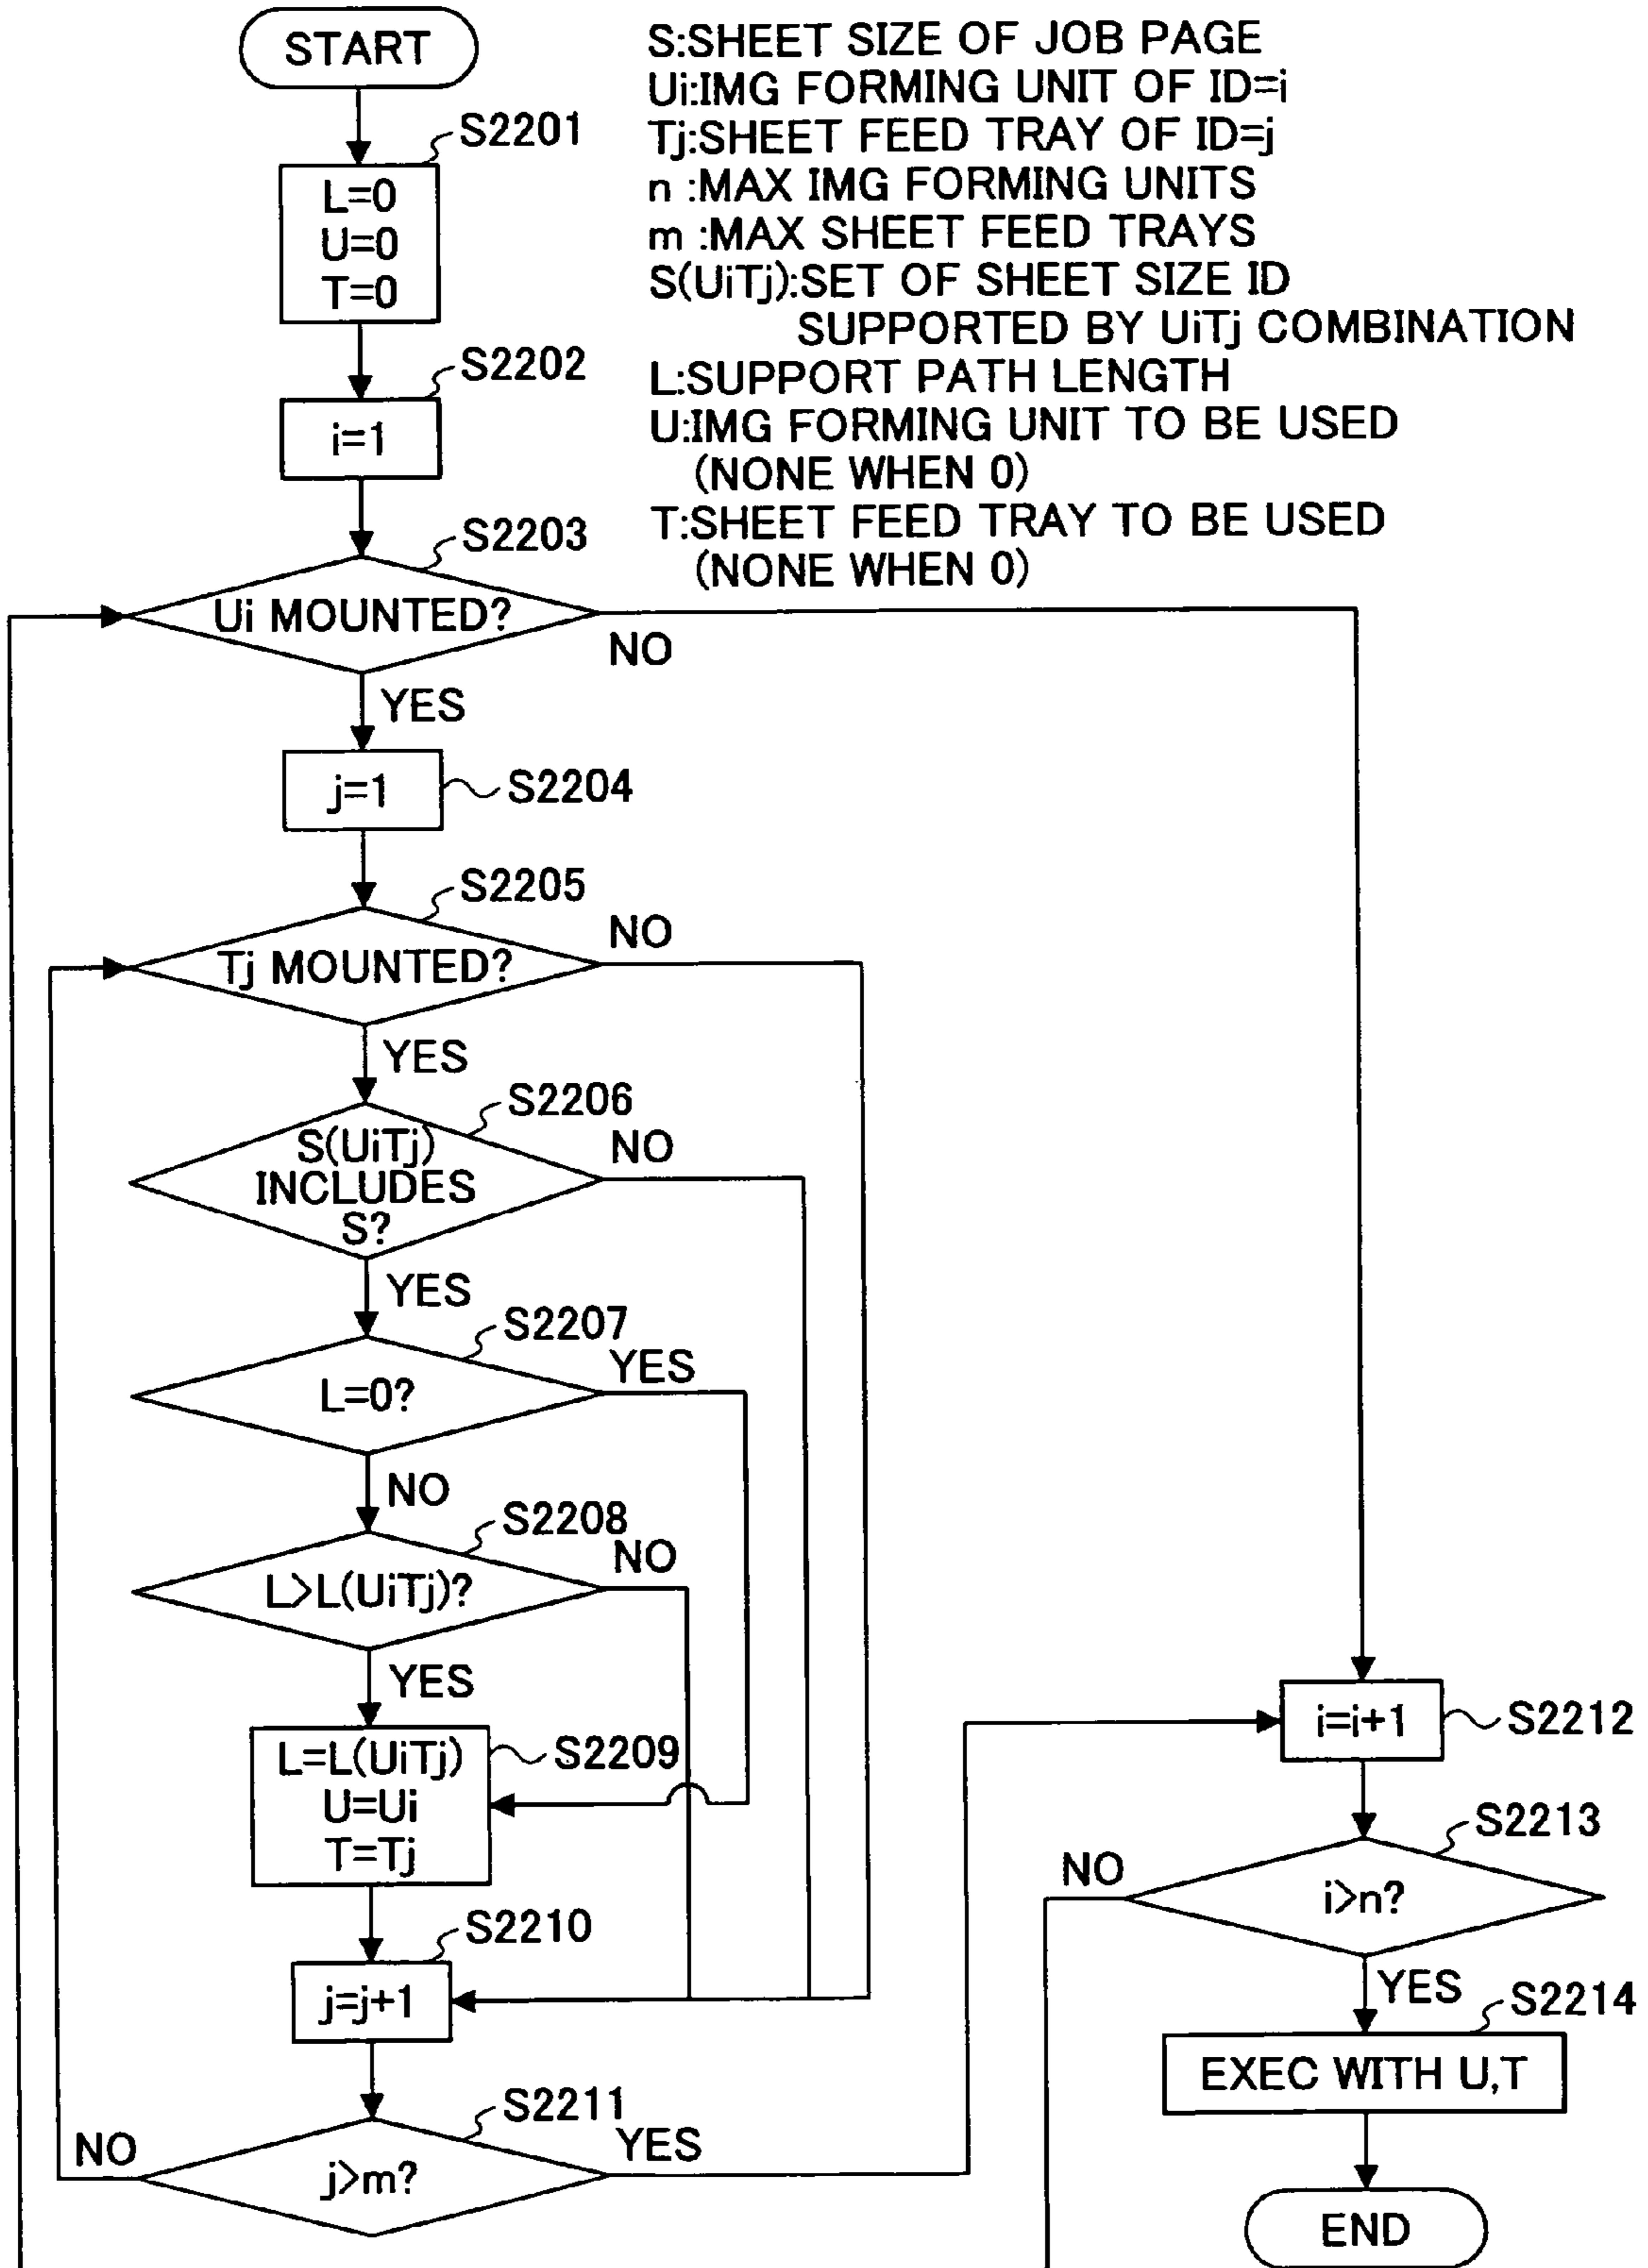 START
S:SHEET SIZE OF JOB PAGE
Ui:IMG FORMING UNIT OF ID=i
Tj:SHEET FEED TRAY OF ID=j
n :MAX IMG FORMING UNITS
m :MAX SHEET FEED TRAYS
S(UiTj):SET OF SHEET SIZE ID
SUPPORTED BY UiTj COMBINATION
L:SUPPORT PATH LENGTH
U:IMG FORMING UNIT TO BE USED
(NONE WHEN 0)
T:SHEET FEED TRAY TO BE USED
(NONE WHEN 0)
S2201
L=0
U=0
T=0
S2202
i=1
S2203
Ui MOUNTED?
NO
YES
j=1
S2204
S2205
Tj MOUNTED?
NO
YES
S2206
S(UiTj)
INCLUDES
S?
NO
YES
S2207
L=0?
YES
NO
S2208
L>L(UiTj)?
NO
YES
L=L(UiTj)
U=Ui
T=Tj
S2209
S2210
j=j+1
S2211
j>m?
NO
YES
i=i+1
S2212
S2213
i>n?
NO
YES
S2214
EXEC WITH U,T
END